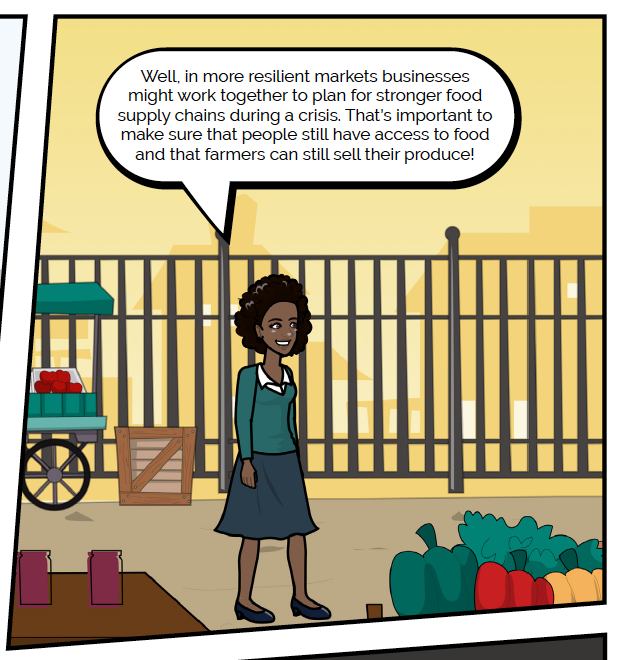 Well, in more resilient markets businesses
might work together to plan for stronger food
supply chains during a crisis. That's important to
make sure that people still have access to food
and that farmers can still sell their produce!